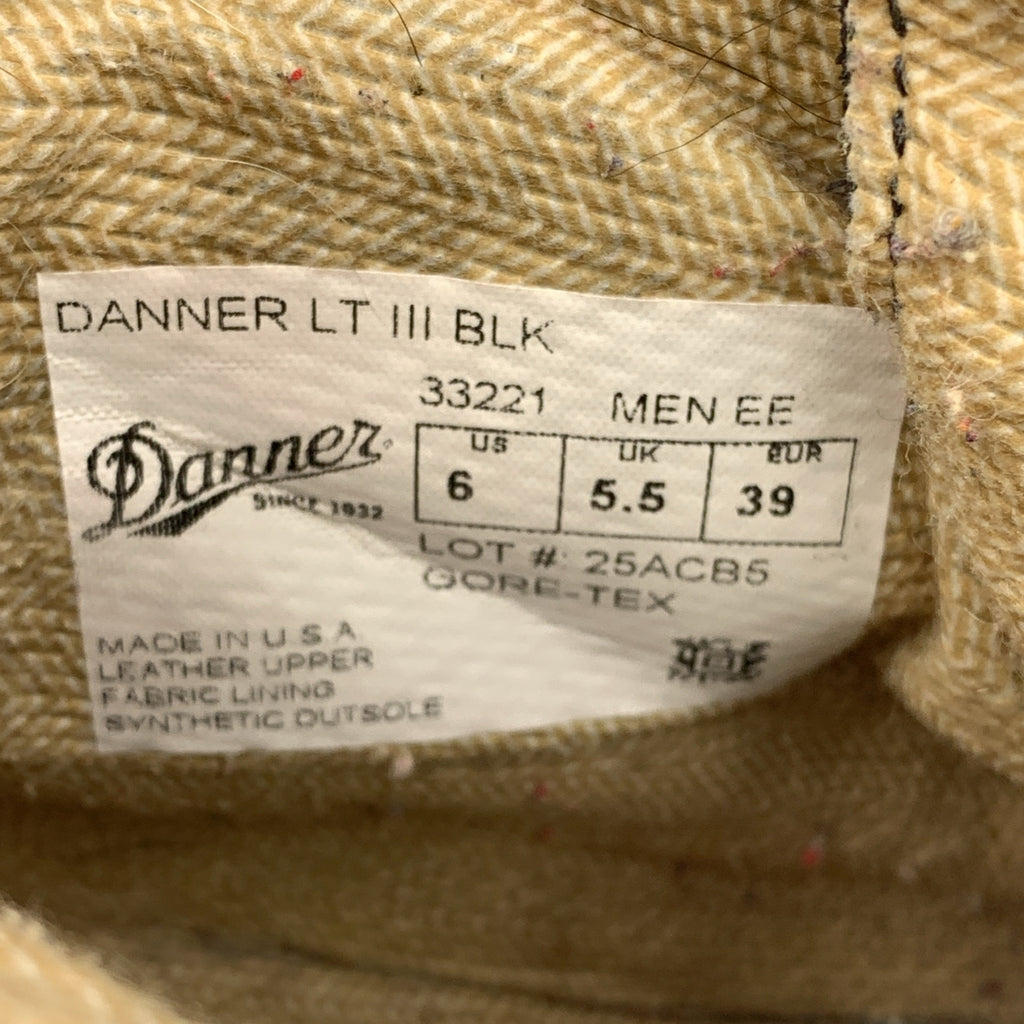 DANNER LT III BLK
33221 MEN EE
Danner
SINCE 1932
US UK EUR
6 5.5 39
LOT #: 25ACB5
GORE-TEX
MADE IN U S A
LEATHER UPPER
FABRIC LINING
SYNTHETIC OUTSOLE